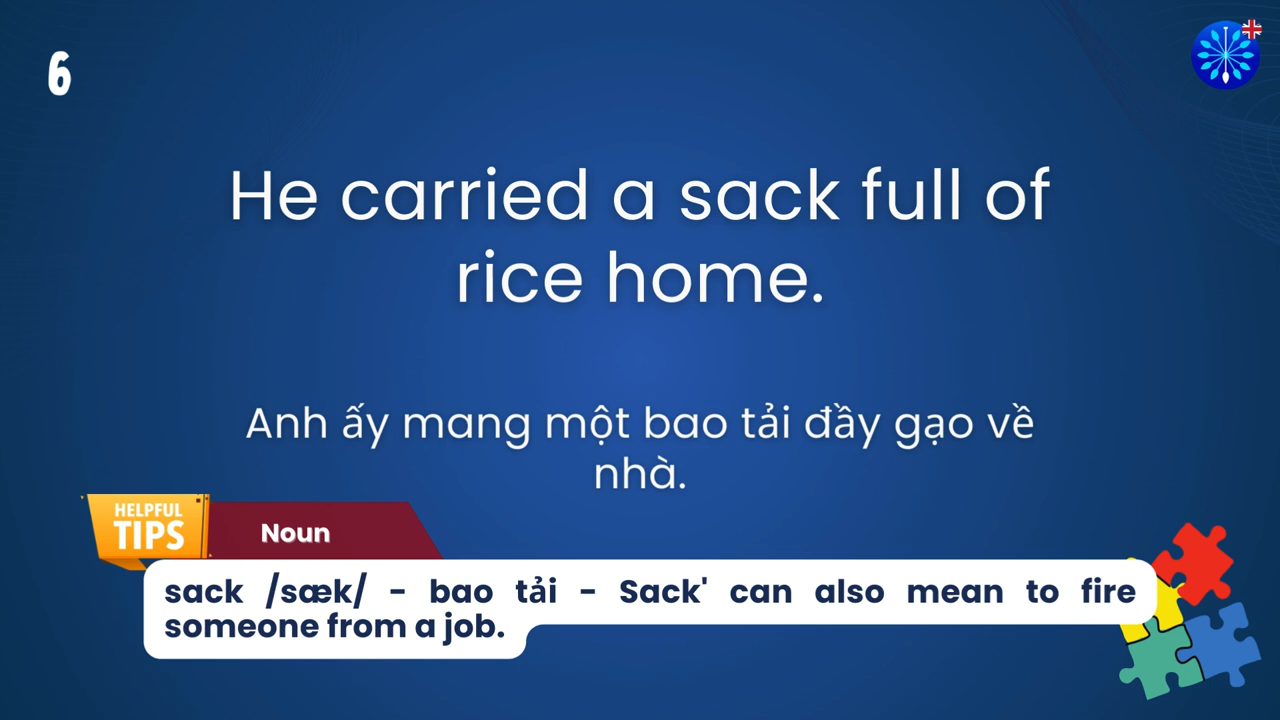 6
He carried a sack full of
rice home.
Anh ấy mang một bao tải đầy gạo về
nhà.
HELPFUL
TIPS
Noun
sack /sæk/ - bao tải - Sack' can also mean to fire
someone from a job.